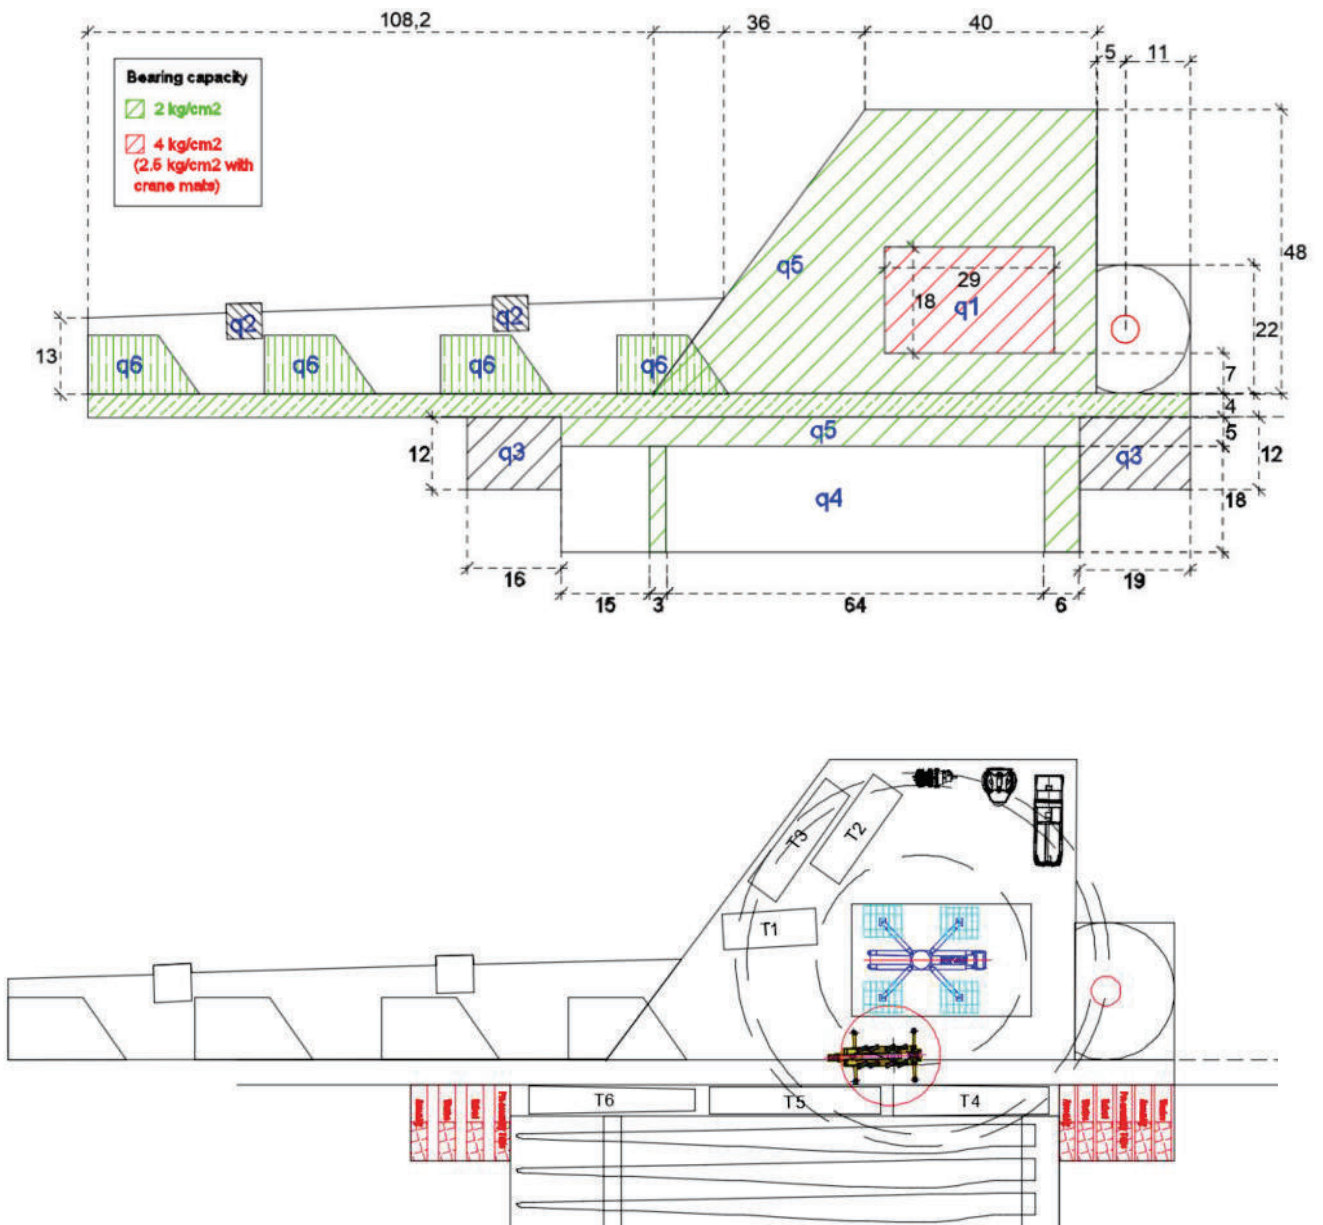 108,2
36
40
5
11
Bearing capacity
2 kg/cm2
4 kg/cm2
(2.5 kg/cm2 with
crane mats)
48
q5
29
18
q1
22
q2
q2
13
q6
q6
q6
q6
7
4
q5
5
12
q3
q3
12
q4
18
16
19
15
3
64
6
T3
T2
T1
T6
T5
T4